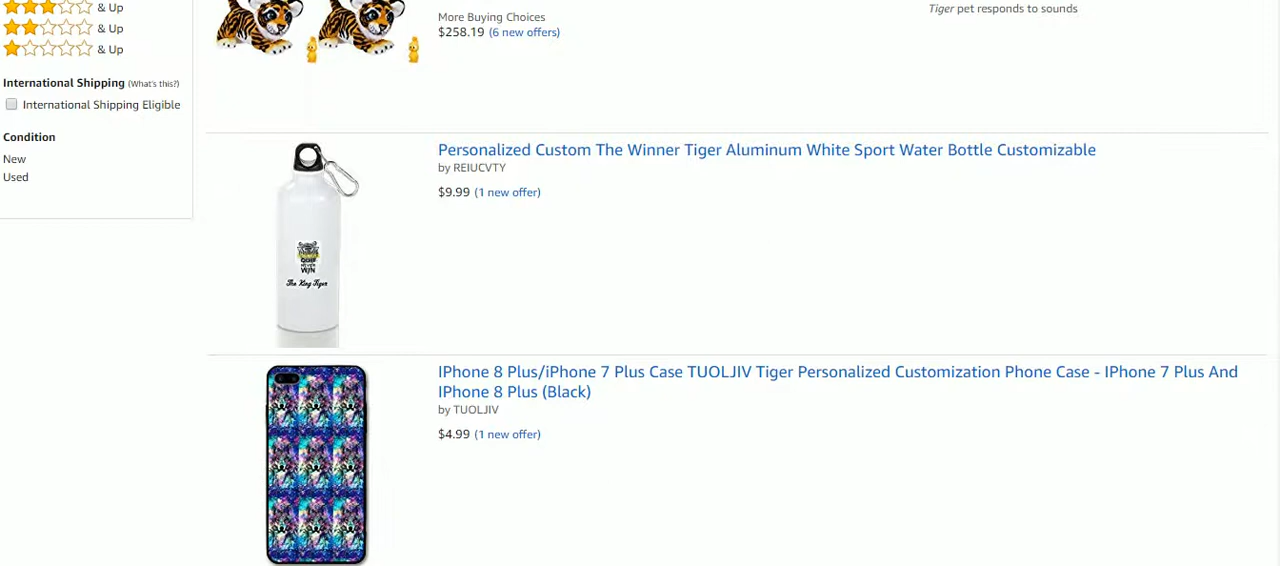 & Up
& Up
& Up
International Shipping (What's this?)
International Shipping Eligible
Condition
New
Used
More Buying Choices
$258.19 (6 new offers)
Tiger pet responds to sounds
Personalized Custom The Winner Tiger Aluminum White Sport Water Bottle Customizable
by REIUCVTY
$9.99 (1 new offer)
WIN
The King Tiger
IPhone 8 Plus/iPhone 7 Plus Case TUOLJIV Tiger Personalized Customization Phone Case - IPhone 7 Plus And
IPhone 8 Plus (Black)
by TUOLJIV
$4.99 (1 new offer)